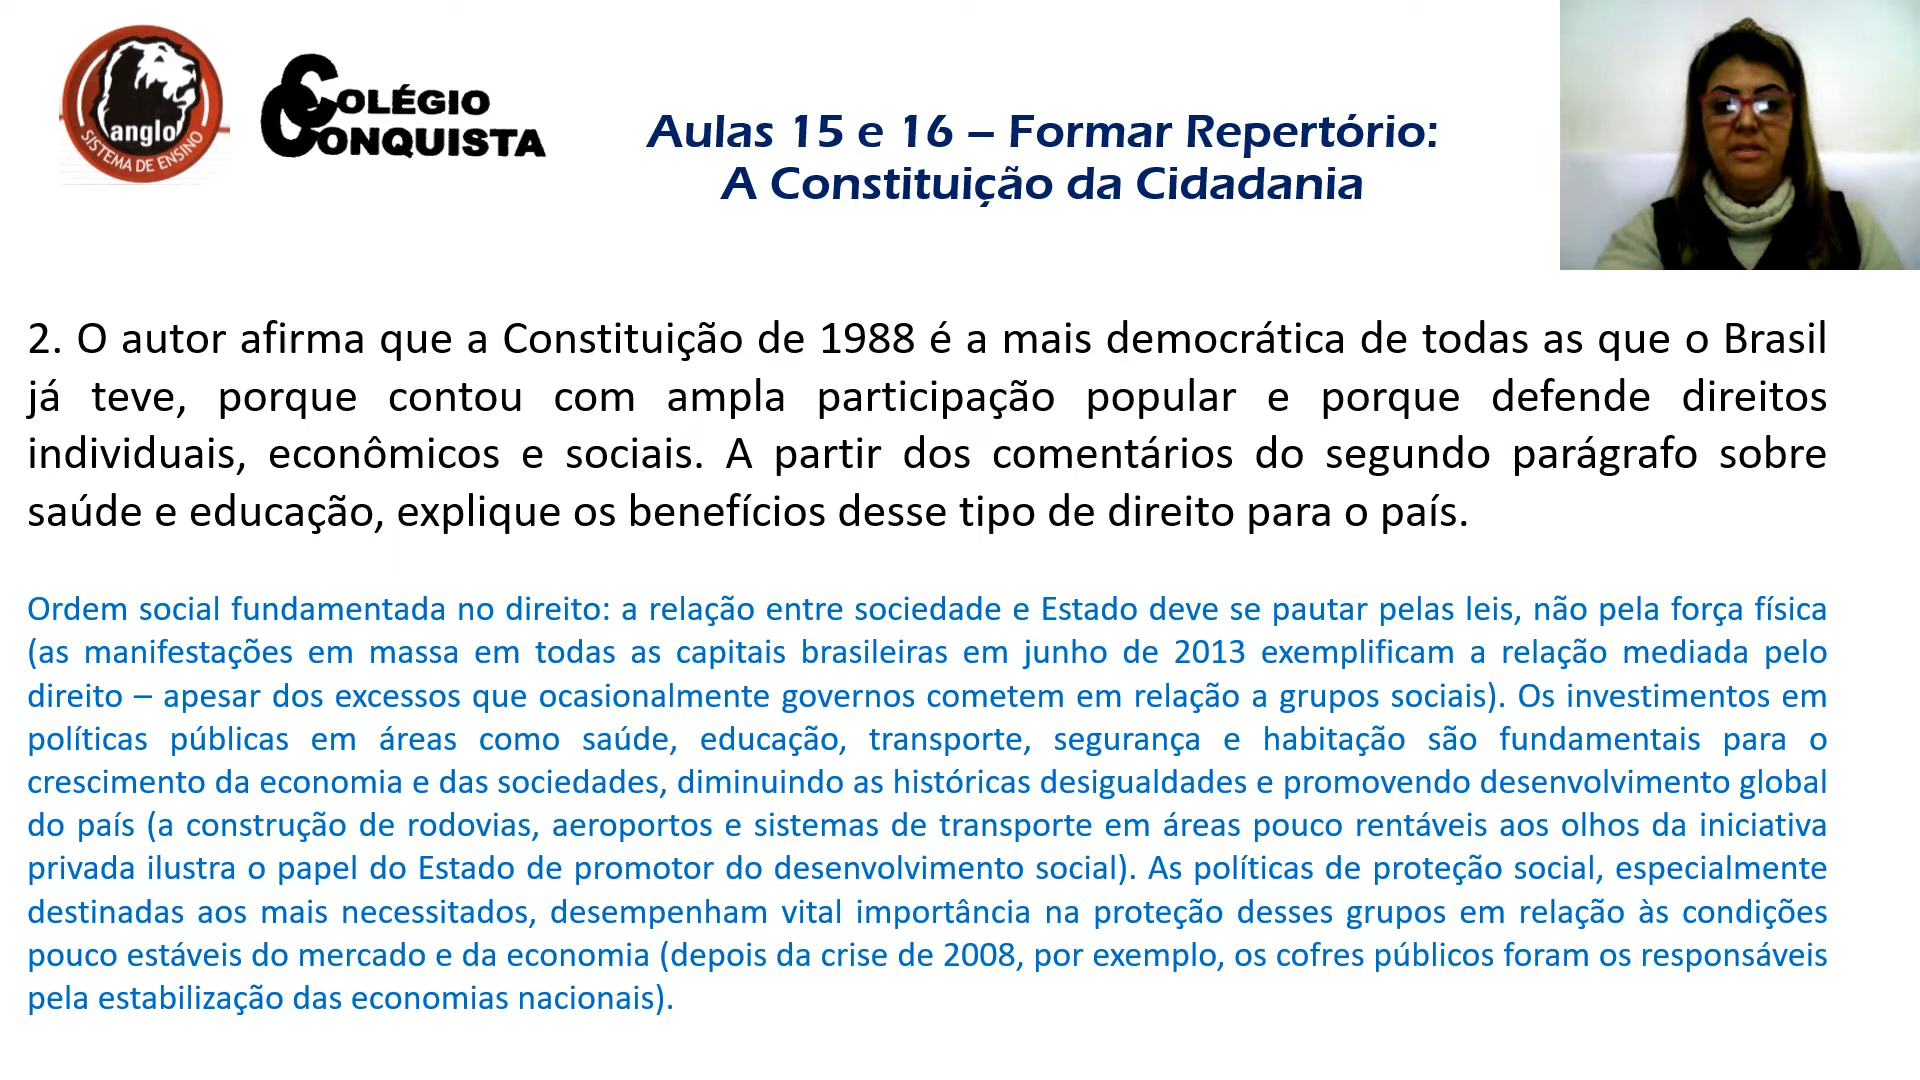 anglo
SISTEMA DE ENSINO
COLÉGIO
CONQUISTA
Aulas 15 e 16 – Formar Repertório:
A Constituição da Cidadania
2. O autor afirma que a Constituição de 1988 é a mais democrática de todas as que o Brasil
já teve, porque contou com ampla participação popular e porque defende direitos
individuais, econômicos e sociais. A partir dos comentários do segundo parágrafo sobre
saúde e educação, explique os benefícios desse tipo de direito para o país.
Ordem social fundamentada no direito: a relação entre sociedade e Estado deve se pautar pelas leis, não pela força física
(as manifestações em massa em todas as capitais brasileiras em junho de 2013 exemplificam a relação mediada pelo
direito – apesar dos excessos que ocasionalmente governos cometem em relação a grupos sociais). Os investimentos em
políticas públicas em áreas como saúde, educação, transporte, segurança e habitação são fundamentais para o
crescimento da economia e das sociedades, diminuindo as históricas desigualdades e promovendo desenvolvimento global
do país (a construção de rodovias, aeroportos e sistemas de transporte em áreas pouco rentáveis aos olhos da iniciativa
privada ilustra o papel do Estado de promotor do desenvolvimento social). As políticas de proteção social, especialmente
destinadas aos mais necessitados, desempenham vital importância na proteção desses grupos em relação às condições
pouco estáveis do mercado e da economia (depois da crise de 2008, por exemplo, os cofres públicos foram os responsáveis
pela estabilização das economias nacionais).